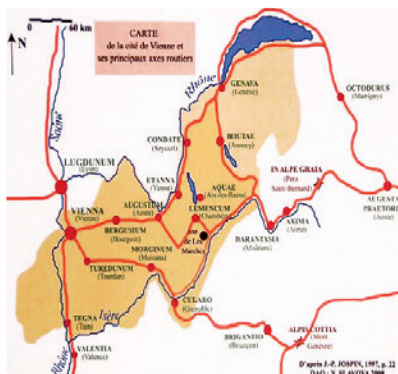 0 60 km
CARTE
de la cité de Vienne et
ses principaux axes routiers
N
Rhône
GENAVA
(Genève)
OCTODURUS
(Martigny)
CONDATE
(Seyssel)
BOUTAE
(Annecy)
Saône
LUGDUNUM
(Lyon)
ETANNA
(Yenne)
AQUAE
(Aix-les-Bains)
IN ALPE GRAIA
(Petit
Saint-Bernard)
AUGUSTUM
(Aoste)
LEMENCUM
(Chambéry)
AUGUSTA
PRAETORIA
(Aoste)
VIENNA
(Vienne)
BERGUSIUM
(Bourgoin)
de Les
Marches
AXIMA
(Aime)
DARANTASIA
(Moûtiers)
MORGINUM
(Moirans)
TUREDUNUM
(Tourdan)
Isère
CULARO
(Grenoble)
TEGNA
(Tain)
BRIGANTIO
(Briançon)
ALPIS COTTIA
(Mont
Genèvre)
VALENTIA
(Valence)
Rhône
D'après J.-P. JOSPIN, 1997, p. 22